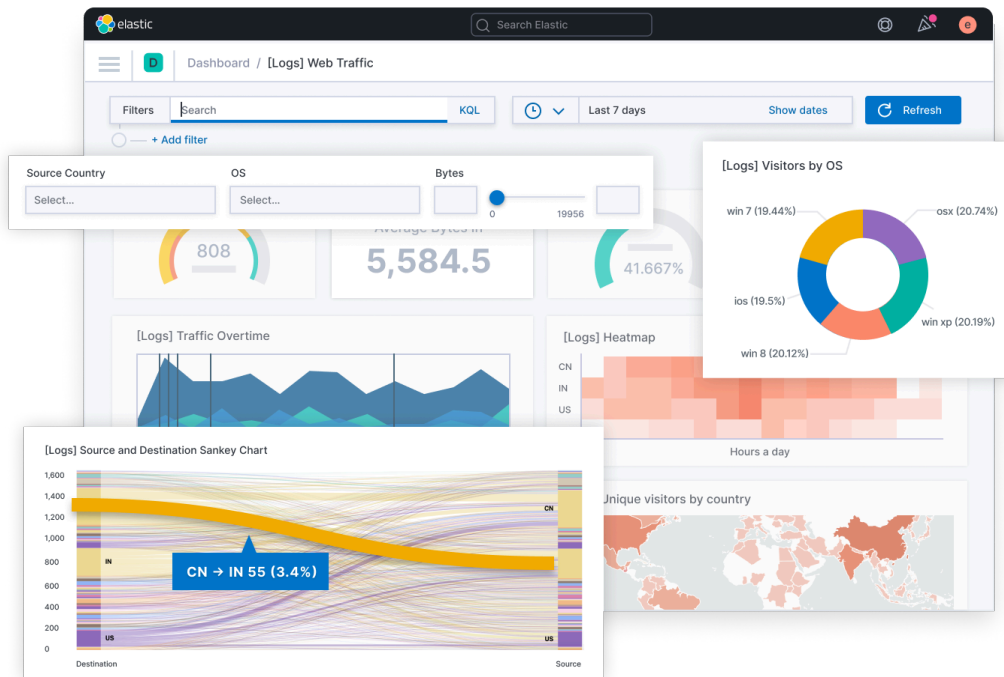 elastic
Search Elastic
e
D
Dashboard / [Logs] Web Traffic
Filters
Search
KQL
Last 7 days
Show dates
Refresh
+ Add filter
Source Country
OS
Bytes
Select...
Select...
0
19956
[Logs] Visitors by OS
win 7 (19.44%)
osx (20.74%)
ios (19.5%)
win xp (20.19%)
win 8 (20.12%)
808
Average Bytes In
5,584.5
41.667%
[Logs] Traffic Overtime
[Logs] Heatmap
CN
IN
US
Hours a day
[Logs] Source and Destination Sankey Chart
1,600
1,400
1,200
1,000
800
600
400
200
0
CN
IN
CN → IN 55 (3.4%)
US
US
Destination
Source
Unique visitors by country